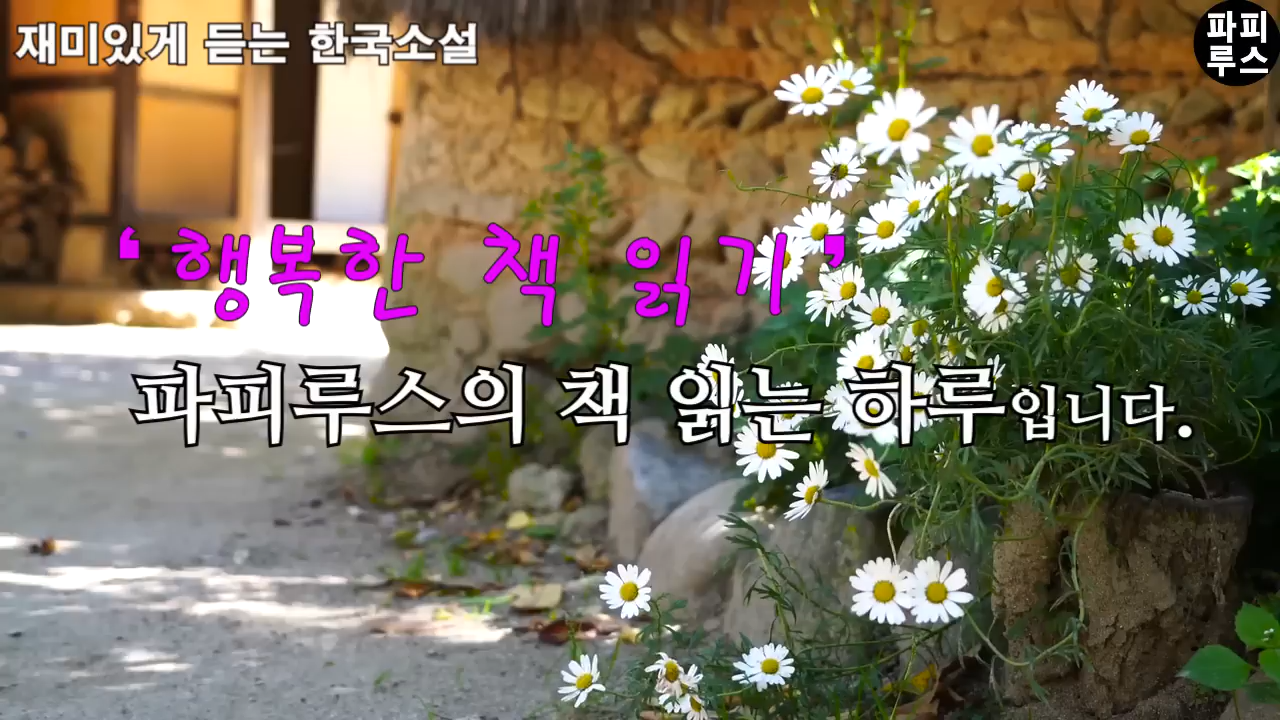 재미있게 듣는 한국소설
파피
루스
‘행복한 책 읽기’
파피루스의 책 읽는 하루입니다.